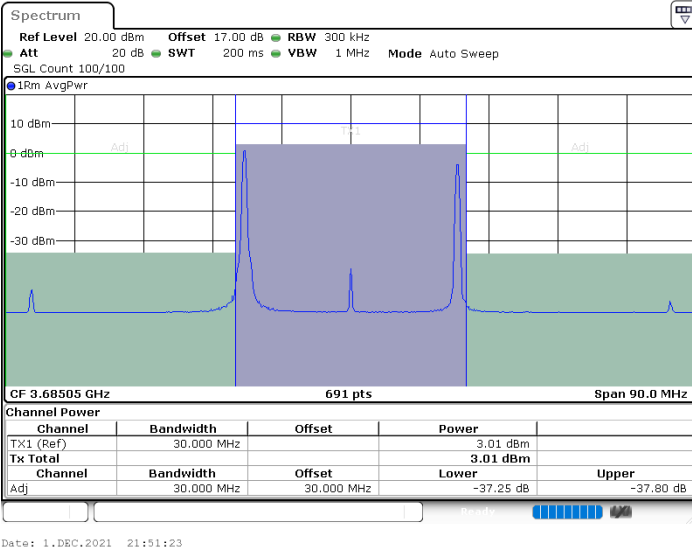 Spectrum
Ref Level 20.00 dBm Offset 17.00 dB RBW 300 kHz
Att 20 dB SWT 200 ms VBW 1 MHz Mode Auto Sweep
SGL Count 100/100
1Rm AvgPwr
10 dBm
TX1
Adj 0 dBm Adj
-10 dBm
-20 dBm
-30 dBm
CF 3.68505 GHz 691 pts Span 90.0 MHz
Channel Power
Channel Bandwidth Offset Power
TX1 (Ref) 30.000 MHz 3.01 dBm
Tx Total 3.01 dBm
Channel Bandwidth Offset Lower Upper
Adj 30.000 MHz 30.000 MHz -37.25 dB -37.80 dB
Ready
Date: 1.DEC.2021 21:51:23